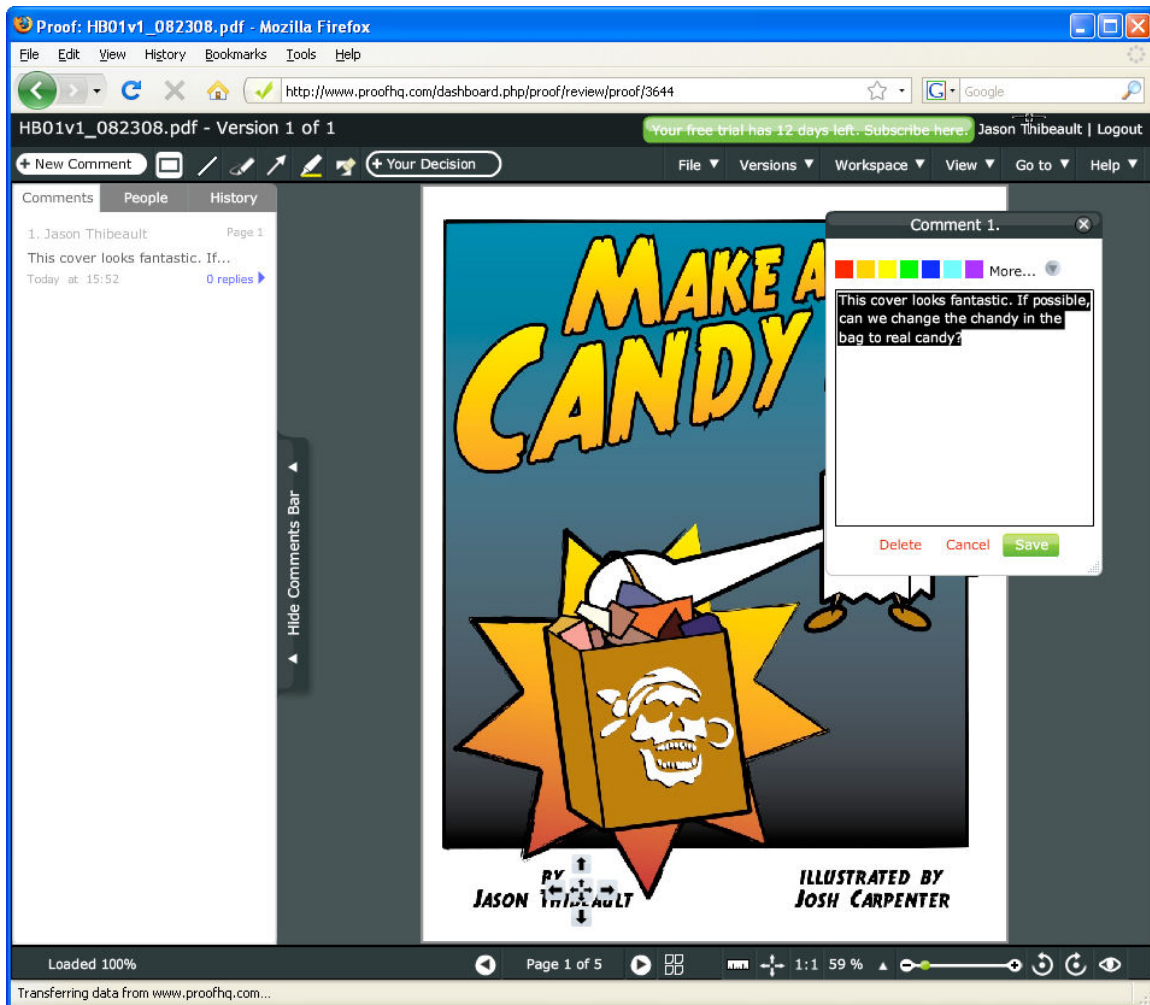 Proof: HB01v1_082308.pdf - Mozilla Firefox
File Edit View History Bookmarks Tools Help
http://www.proofhq.com/dashboard.php/proof/review/proof/3644
G Google
HB01v1_082308.pdf - Version 1 of 1
Your free trial has 12 days left. Subscribe here. Jason Thibeault | Logout
+ New Comment + Your Decision File ▼ Versions ▼ Workspace ▼ View ▼ Go to ▼ Help ▼
Comments People History
1. Jason Thibeault Page 1
This cover looks fantastic. If...
Today at 15:52 0 replies
Hide Comments Bar
MAKE A
CANDY
Comment 1.
More...
This cover looks fantastic. If possible,
can we change the chandy in the
bag to real candy?
Delete Cancel Save
BY
JASON THIBEAULT
ILLUSTRATED BY
JOSH CARPENTER
Loaded 100% Page 1 of 5 1:1 59 %
Transferring data from www.proofhq.com...